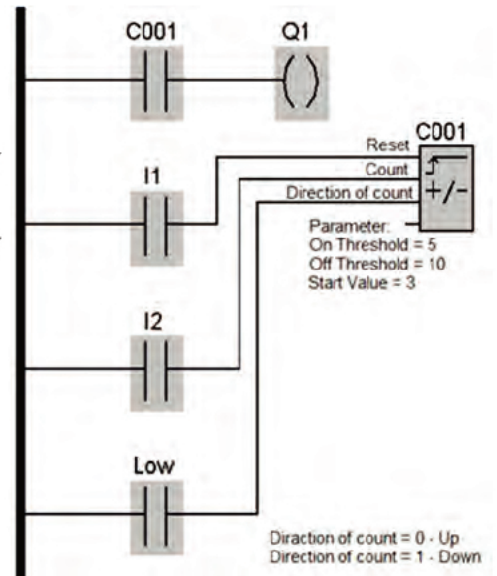 C001
Q1
C001
Reset
Count
Direction of count
+/-
I1
Parameter:
On Threshold = 5
Off Threshold = 10
Start Value = 3
I2
Low
Diraction of count = 0 - Up
Direction of count = 1 - Down